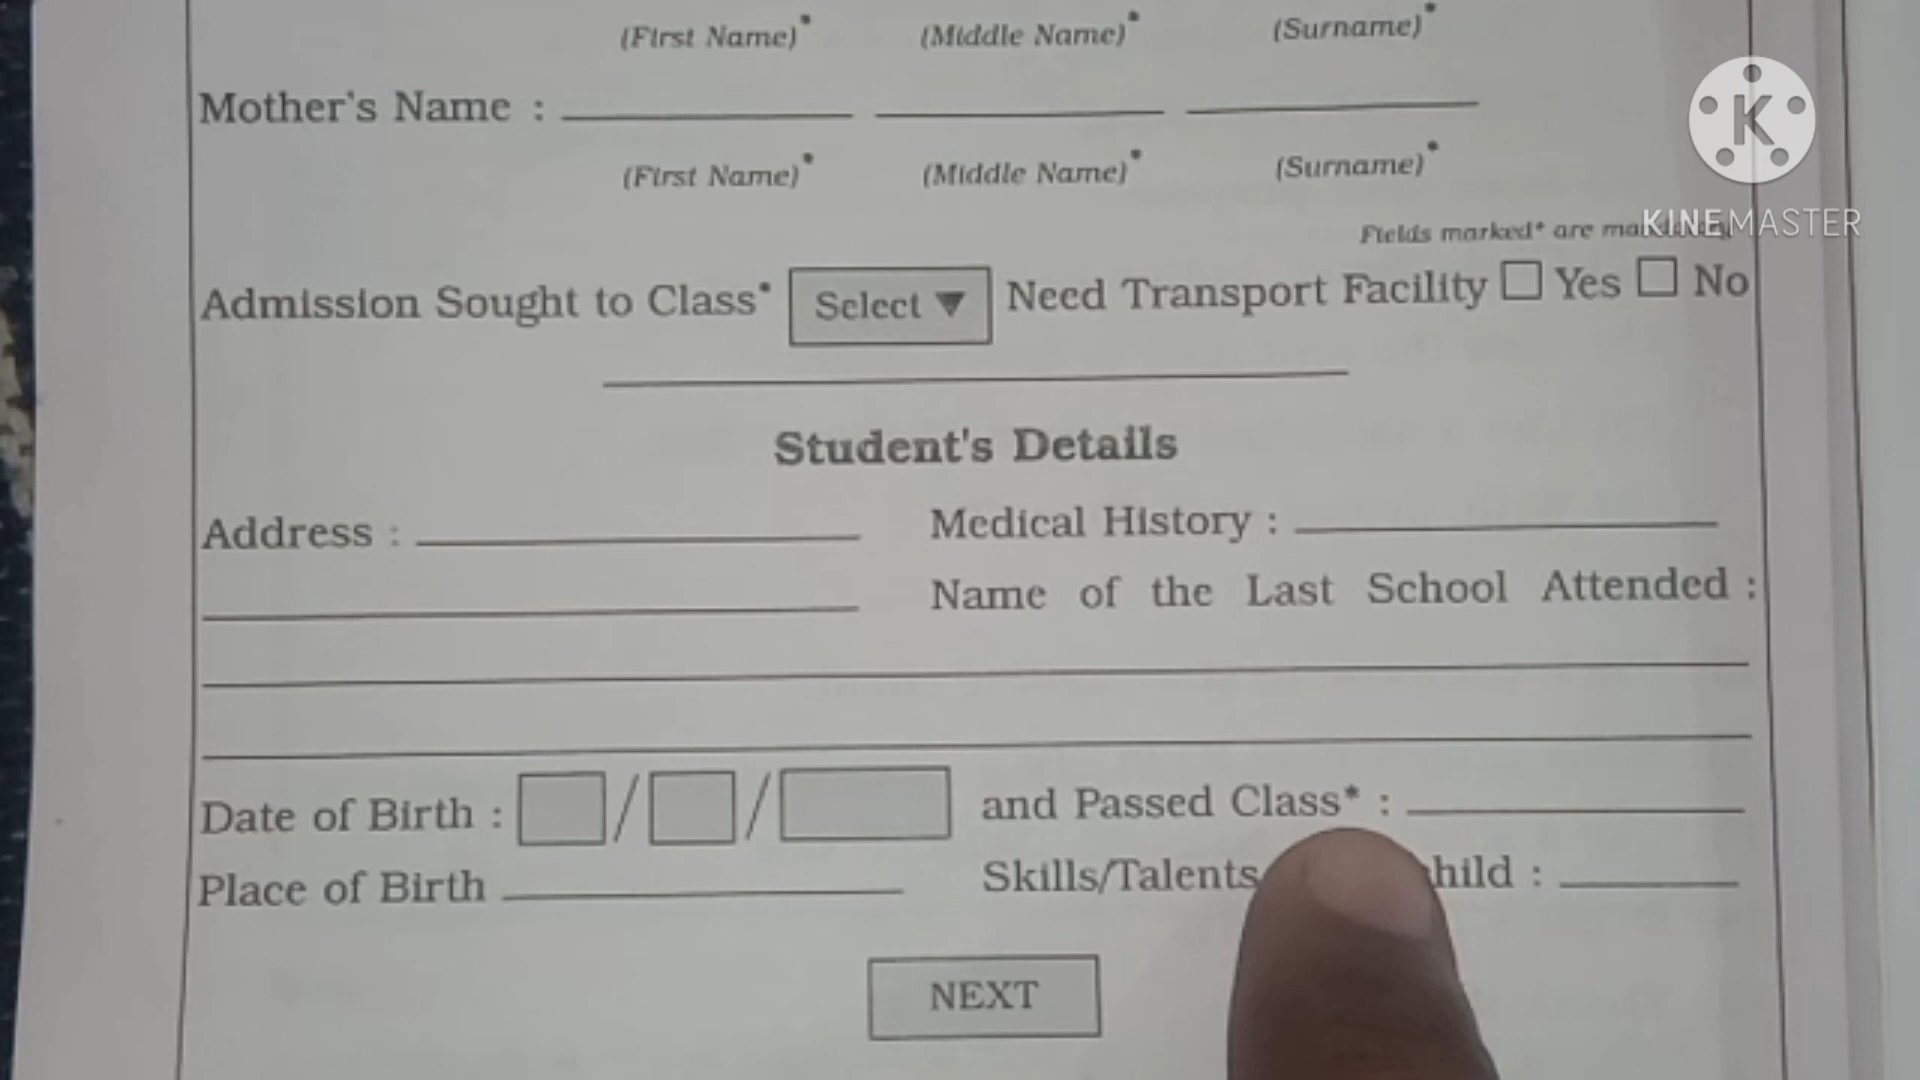 (First Name)* (Middle Name)* (Surname)*
Mother's Name :
(First Name)* (Middle Name)* (Surname)*
K
KINEMASTER
Fields marked* are
Admission Sought to Class* Select ▼ Need Transport Facility □ Yes □ No
Student's Details
Address : Medical History :
Name of the Last School Attended :
Date of Birth : / / and Passed Class* :
Place of Birth Skills/Talents hild :
NEXT